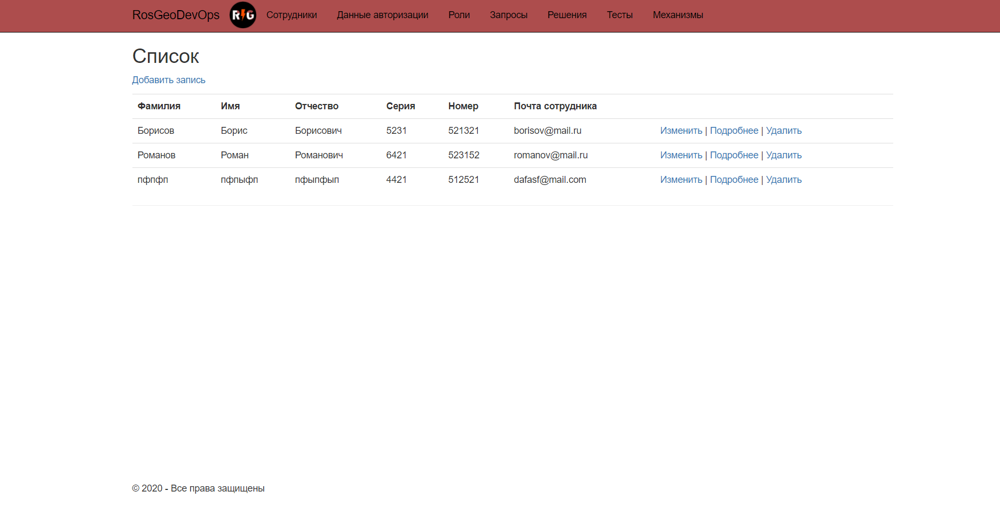 RosGeoDevOps RG Сотрудники Данные авторизации Роли Запросы Решения Тесты Механизмы
Список
Добавить запись
Фамилия Имя Отчество Серия Номер Почта сотрудника
Борисов Борис Борисович 5231 521321 borisov@mail.ru Изменить | Подробнее | Удалить
Романов Роман Романович 6421 523152 romanov@mail.ru Изменить | Подробнее | Удалить
пфпфп пфпыфп пфыпфып 4421 512521 dafasf@mail.com Изменить | Подробнее | Удалить
© 2020 - Все права защищены